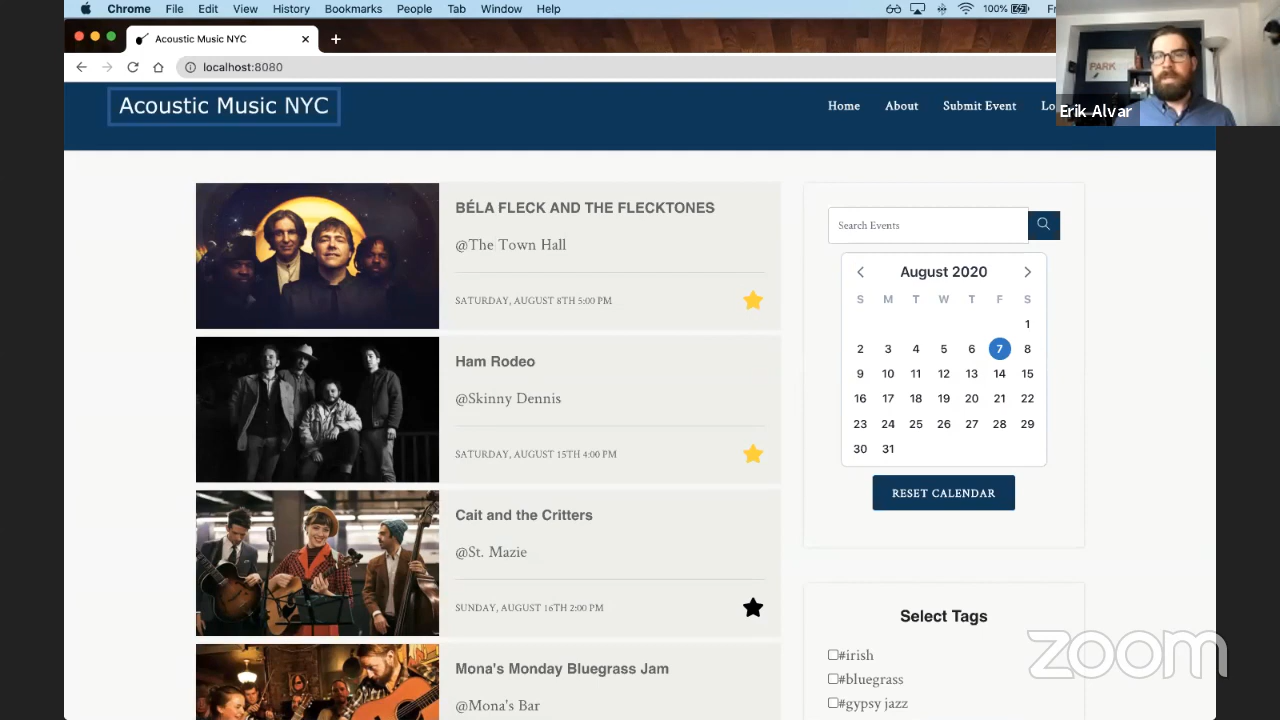 Chrome File Edit View History Bookmarks People Tab Window Help 100% Fr
Acoustic Music NYC
localhost:8080
PARK
Erik Alvar
Acoustic Music NYC
Home About Submit Event Lo
BÉLA FLECK AND THE FLECKTONES
@The Town Hall
SATURDAY, AUGUST 8TH 5:00 PM
Ham Rodeo
@Skinny Dennis
SATURDAY, AUGUST 15TH 4:00 PM
Cait and the Critters
@St. Mazie
SUNDAY, AUGUST 16TH 2:00 PM
Mona's Monday Bluegrass Jam
@Mona's Bar
Search Events
August 2020
S M T W T F S
1
2 3 4 5 6 7 8
9 10 11 12 13 14 15
16 17 18 19 20 21 22
23 24 25 26 27 28 29
30 31
RESET CALENDAR
Select Tags
#irish
#bluegrass
#gypsy jazz
zoom